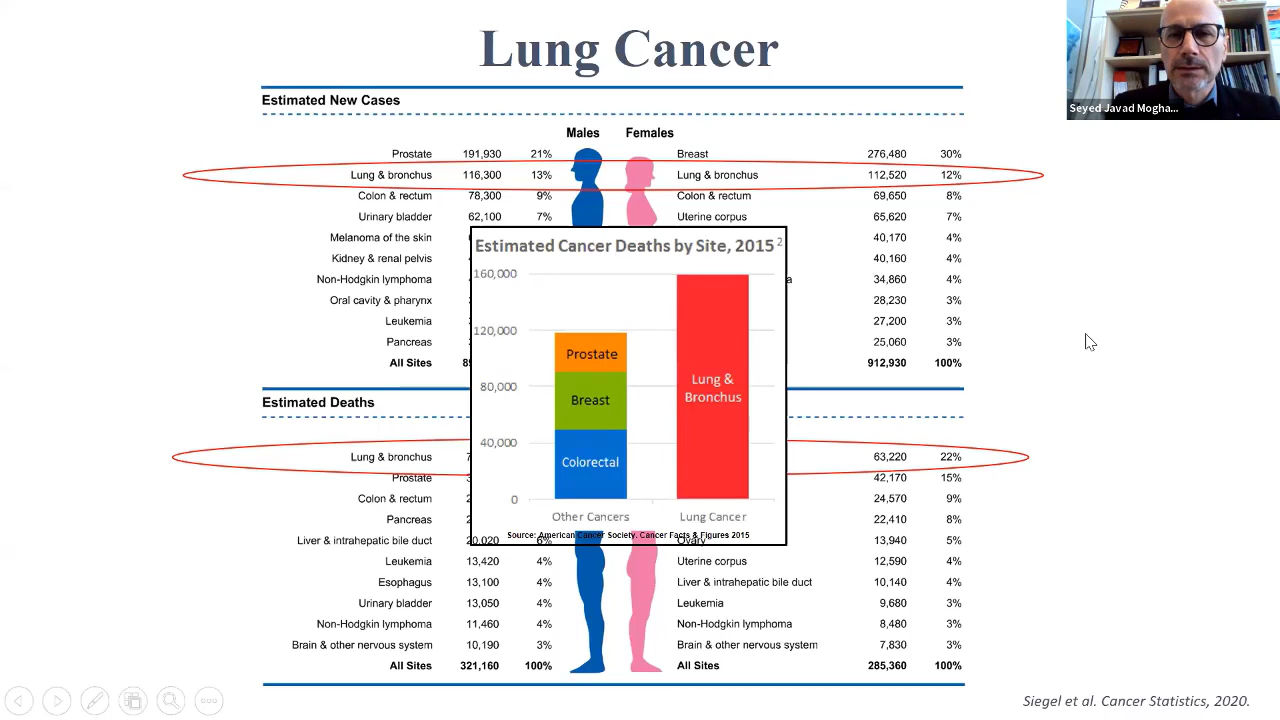 Lung Cancer
Seyed Javad Mogha...
Estimated New Cases
Males Females
Prostate 191,930 21% Breast 276,480 30%
Lung & bronchus 116,300 13% Lung & bronchus 112,520 12%
Colon & rectum 78,300 9% Colon & rectum 69,650 8%
Urinary bladder 62,100 7% Uterine corpus 65,620 7%
Melanoma of the skin 40,170 4%
Kidney & renal pelvis 40,160 4%
Non-Hodgkin lymphoma 34,860 4%
Oral cavity & pharynx 28,230 3%
Leukemia 27,200 3%
Pancreas 25,060 3%
All Sites 912,930 100%
Estimated Cancer Deaths by Site, 2015 2
160,000
120,000
Prostate
80,000
Lung &
Bronchus
Breast
40,000
Colorectal
0
Other Cancers Lung Cancer
Source: American Cancer Society. Cancer Facts & Figures 2015
Estimated Deaths
Lung & bronchus 63,220 22%
Prostate 42,170 15%
Colon & rectum 24,570 9%
Pancreas 22,410 8%
Liver & intrahepatic bile duct 20,020 6% Ovary 13,940 5%
Leukemia 13,420 4% Uterine corpus 12,590 4%
Esophagus 13,100 4% Liver & intrahepatic bile duct 10,140 4%
Urinary bladder 13,050 4% Leukemia 9,680 3%
Non-Hodgkin lymphoma 11,460 4% Non-Hodgkin lymphoma 8,480 3%
Brain & other nervous system 10,190 3% Brain & other nervous system 7,830 3%
All Sites 321,160 100% All Sites 285,360 100%
Siegel et al. Cancer Statistics, 2020.